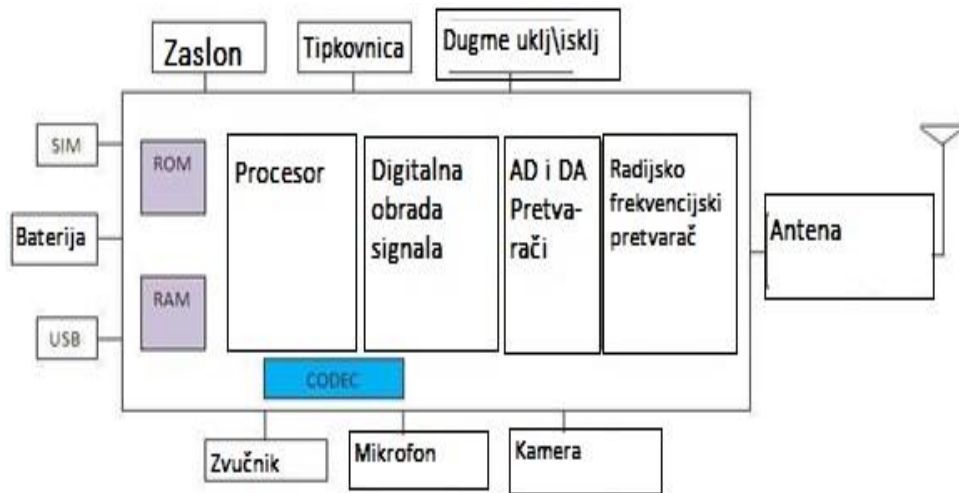 Zaslon
Tipkovnica
Dugme uklj\isklj
SIM
ROM
Procesor
Digitalna
obrada
signala
AD i DA
Pretva-
rači
Radijsko
frekvencijski
pretvarač
Baterija
Antena
RAM
USB
CODEC
Zvučnik
Mikrofon
Kamera